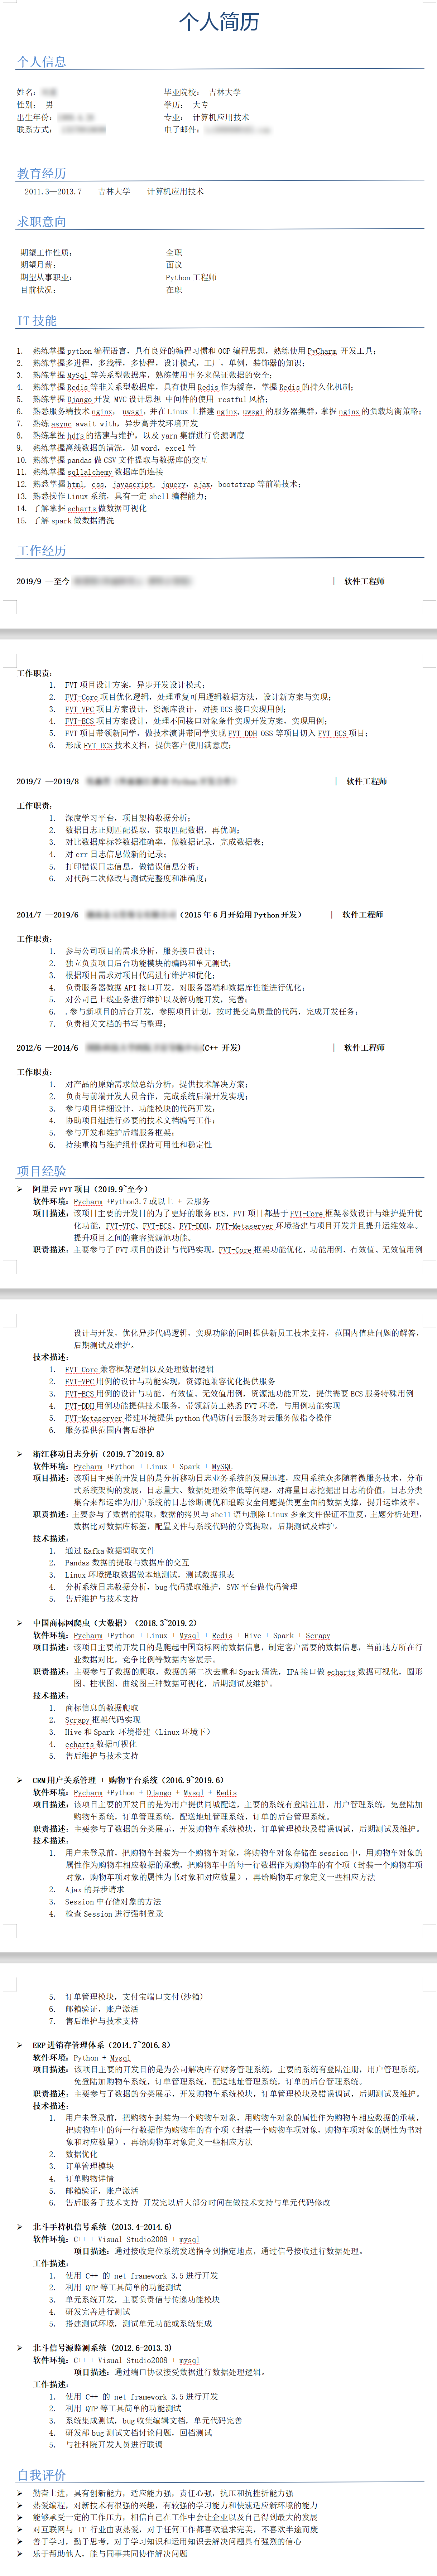 个人简历
个人信息
姓名：
毕业院校： 吉林大学
性别： 男
学历： 大专
出生年份：
专业： 计算机应用技术
联系方式：
电子邮件：
教育经历
2011.3—2013.7 吉林大学 计算机应用技术
求职意向
期望工作性质： 全职
期望月薪： 面议
期望从事职业： Python 工程师
目前状况： 在职
IT 技能
1. 熟练掌握 python 编程语言，具有良好的编程习惯和 OOP 编程思想，熟练使用 PyCharm 开发工具；
2. 熟练掌握多进程，多线程，多协程，设计模式，工厂，单例，装饰器的知识；
3. 熟练掌握 MySql 等关系型数据库，熟练使用事务来保证数据的安全；
4. 熟练掌握 Redis 等非关系型数据库，具有使用 Redis 作为缓存，掌握 Redis 的持久化机制；
5. 熟练掌握 Django 开发 MVC 设计思想 中间件的使用 restful 风格；
6. 熟悉服务端技术 nginx, uwsgi，并在 Linux 上搭建 nginx, uwsgi 的服务器集群，掌握 nginx 的负载均衡策略；
7. 熟练 async await with, 异步高并发环境开发
8. 熟练掌握 hdfs 的搭建与维护，以及 yarn 集群进行资源调度
9. 熟练掌握离线数据的清洗，如 word，excel 等
10. 熟练掌握 pandas 做 CSV 文件提取与数据库的交互
11. 熟练掌握 sqllalchemy 数据库的连接
12. 熟悉掌握 html, css, javascript, jquery, ajax, bootstrap 等前端技术；
13. 熟悉操作 Linux 系统，具有一定 shell 编程能力；
14. 了解掌握 echarts 做数据可视化
15. 了解 spark 做数据清洗
工作经历
2019/9 —至今 | 软件工程师
工作职责：
1. FVT 项目设计方案，异步开发设计模式；
2. FVT-Core 项目优化逻辑，处理重复可用逻辑数据方法，设计新方案与实现；
3. FVT-VPC 项目方案设计，资源库设计，对接 ECS 接口实现用例；
4. FVT-ECS 项目方案设计，处理不同接口对象条件实现开发方案，实现用例；
5. FVT 项目带领新同学，做技术演讲带同学实现 FVT-DDH OSS 等项目切入 FVT-ECS 项目；
6. 形成 FVT-ECS 技术文档，提供客户使用满意度；
2019/7 —2019/8 | 软件工程师
工作职责：
1. 深度学习平台，项目架构数据分析；
2. 数据日志正则匹配提取，获取匹配数据，再优调；
3. 对比数据库标签数据准确率，做数据记录，完成数据表；
4. 对 err 日志信息做新的记录；
5. 打印错误日志信息，做错误信息分析；
6. 对代码二次修改与测试完整度和准确度；
2014/7 —2019/6 （2015 年 6 月开始用 Python 开发） | 软件工程师
工作职责：
1. 参与公司项目的需求分析，服务接口设计；
2. 独立负责项目后台功能模块的编码和单元测试；
3. 根据项目需求对项目代码进行维护和优化；
4. 负责服务器数据 API 接口开发，对服务器端和数据库性能进行优化；
5. 对公司已上线业务进行维护以及新功能开发，完善；
6. .参与新项目的后台开发，参照项目计划，按时提交高质量的代码，完成开发任务；
7. 负责相关文档的书写与整理；
2012/6 —2014/6 (C++ 开发) | 软件工程师
工作职责：
1. 对产品的原始需求做总结分析，提供技术解决方案；
2. 负责与前端开发人员合作，完成系统后端开发实现；
3. 参与项目详细设计、功能模块的代码开发；
4. 协助项目组进行必要的技术文档编写工作；
5. 参与开发和维护后端服务框架；
6. 持续重构与维护组件保持可用性和稳定性
项目经验
➢ 阿里云 FVT 项目（2019.9~至今）
软件环境：Pycharm +Python3.7 或以上 + 云服务
项目描述：该项目主要的开发目的为了更好的服务 ECS，FVT 项目都基于 FVT-Core 框架参数设计与维护提升优
化功能，FVT-VPC、FVT-ECS、FVT-DDH、FVT-Metaserver 环境搭建与项目开发并且提升运维效率。
提升项目之间的兼容资源池功能。
职责描述：主要参与了 FVT 项目的设计与代码实现，FVT-Core 框架功能优化，功能用例、有效值、无效值用例
设计与开发，优化异步代码逻辑，实现功能的同时提供新员工技术支持，范围内值班问题的解答，
后期测试及维护。
技术描述：
1. FVT-Core 兼容框架逻辑以及处理数据逻辑
2. FVT-VPC 用例的设计与功能实现，资源池兼容优化提供服务
3. FVT-ECS 用例的设计与功能、有效值、无效值用例，资源池功能开发，提供需要 ECS 服务特殊用例
4. FVT-DDH 用例功能提供技术服务，带领新员工熟悉 FVT 环境，与用例功能实现
5. FVT-Metaserver 搭建环境提供 python 代码访问云服务对云服务做指令操作
6. 服务提供范围内售后维护
➢ 浙江移动日志分析（2019.7~2019.8）
软件环境：Pycharm +Python + Linux + Spark + MySQL
项目描述：该项目主要的开发目的是分析移动日志业务系统的发展迅速，应用系统众多随着微服务技术，分布
式系统架构的发展，日志量大、数据处理效率低等问题。对海量日志挖掘出日志的价值，日志分类
集合来帮运维为用户系统的日志诊断调优和追踪安全问题提供更全面的数据支撑，提升运维效率。
职责描述：主要参与了数据的提取，数据的拷贝与 shell 语句删除 Linux 多余文件保证不重复，主题分析处理，
数据比对数据库标签，配置文件与系统代码的分离提取，后期测试及维护。
技术描述：
1. 通过 Kafka 数据调取文件
2. Pandas 数据的提取与数据库的交互
3. Linux 环境提取数据做本地测试，测试数据报表
4. 分析系统日志数据分析，bug 代码提取维护，SVN 平台做代码管理
5. 售后维护与技术支持
➢ 中国商标网爬虫（大数据）（2018.3~2019.2）
软件环境：Pycharm +Python + Linux + Mysql + Redis + Hive + Spark + Scrapy
项目描述：该项目主要的开发目的是爬起中国商标网的数据信息，制定客户需要的数据信息，当前地方所在行
业数据对比，竞争比例等数据内容展示。
职责描述：主要参与了数据的爬取，数据的第二次去重和 Spark 清洗，IPA 接口做 echarts 数据可视化，圆形
图、柱状图、曲线图三种数据可视化，后期测试及维护。
技术描述：
1. 商标信息的数据爬取
2. Scrapy 框架代码实现
3. Hive 和 Spark 环境搭建（Linux 环境下）
4. echarts 数据可视化
5. 售后维护与技术支持
➢ CRM 用户关系管理 + 购物平台系统（2016.9~2019.6）
软件环境：Pycharm +Python + Django + Mysql + Redis
项目描述：该项目主要的开发目的是为用户提供同城配送，主要的系统有登陆注册，用户管理系统，免登陆加
购物车系统，订单管理系统，配送地址管理系统，订单的后台管理系统。
职责描述：主要参与了数据的分类展示，开发购物车系统模块，订单管理模块及错误调试，后期测试及维护。
技术描述：
1. 用户未登录前，把购物车封装为一个购物车对象，将购物车对象存储在 session 中，用购物车对象的
属性作为购物车相应数据的承载，把购物车中的每一行数据作为购物车的有个项（封装一个购物车项
对象，购物车项对象的属性为书对象和对应数量），再给购物车对象定义一些相应方法
2. Ajax 的异步请求
3. Session 中存储对象的方法
4. 检查 Session 进行强制登录
5. 订单管理模块，支付宝端口支付(沙箱)
6. 邮箱验证，账户激活
7. 售后维护与技术支持
➢ ERP 进销存管理体系（2014.7~2016.8）
软件环境：Python + Mysql
项目描述：该项目主要的开发目的是为公司解决库存财务管理系统，主要的系统有登陆注册，用户管理系统，
免登陆加购物车系统，订单管理系统，配送地址管理系统，订单的后台管理系统。
职责描述：主要参与了数据的分类展示，开发购物车系统模块，订单管理模块及错误调试，后期测试及维护。
技术描述：
1. 用户未登录前，把购物车封装为一个购物车对象，用购物车对象的属性作为购物车相应数据的承载，
把购物车中的每一行数据作为购物车的有个项（封装一个购物车项对象，购物车项对象的属性为书对
象和对应数量），再给购物车对象定义一些相应方法
2. 数据优化
3. 订单管理模块
4. 订单购物详情
5. 邮箱验证，账户激活
6. 售后服务于技术支持 开发完以后大部分时间在做技术支持与单元代码修改
➢ 北斗手持机信号系统 (2013.4-2014.6)
软件环境：C++ + Visual Studio2008 + mysql
项目描述：通过接收定位系统发送指令到指定地点，通过信号接收进行数据处理。
工作描述：
1. 使用 C++ 的 net framework 3.5 进行开发
2. 利用 QTP 等工具简单的功能测试
3. 单元系统开发，主要负责信号传递功能模块
4. 研发完善进行测试
5. 搭建测试环境，测试单元功能或系统集成
➢ 北斗信号源监测系统 (2012.6-2013.3)
软件环境：C++ + Visual Studio2008 + mysql
项目描述：通过端口协议接受数据进行数据处理逻辑。
工作描述：
1. 使用 C++ 的 net framework 3.5 进行开发
2. 利用 QTP 等工具简单的功能测试
3. 系统集成测试，bug 收集编辑文档，单元代码完善
4. 研发部 bug 测试文档讨论问题，回档测试
5. 与社科院开发人员进行联调
自我评价
➢ 勤奋上进，具有创新能力，适应能力强，责任心强，抗压和抗挫折能力强
➢ 热爱编程，对新技术有很强的兴趣，有较强的学习能力和快速适应新环境的能力
➢ 能够承受一定的工作压力，相信自己在工作中会让企业以及自己得到最大的发展
➢ 对互联网与 IT 行业由衷热爱，对于任何工作都喜欢追求完美，不喜欢半途而废
➢ 善于学习，勤于思考，对于学习知识和运用知识去解决问题具有强烈的信心
➢ 乐于帮助他人，能与同事共同协作解决问题